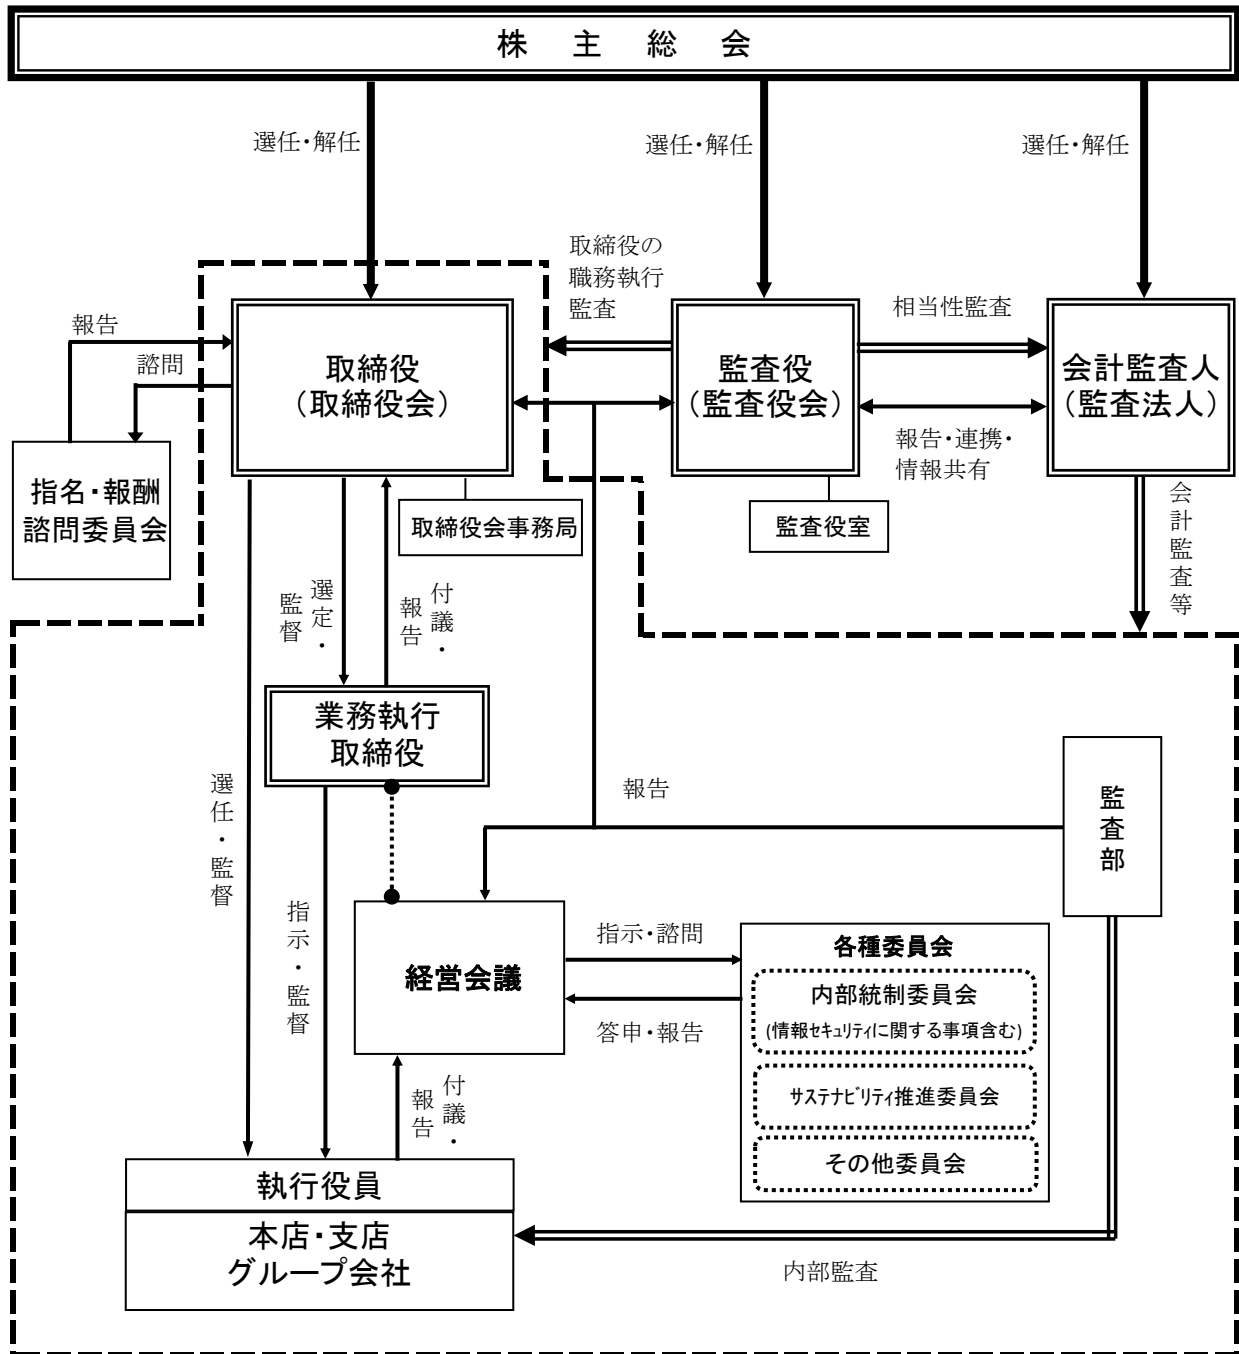 株主総会
選任・解任
選任・解任
選任・解任
取締役の
職務執行
監査
相当性監査
報告
諮問
取締役
（取締役会）
監査役
（監査役会）
会計監査人
（監査法人）
報告・連携・
情報共有
指名・報酬
諮問委員会
取締役会事務局
監査役室
会計監査等
選定・
監督
付議・
報告
業務執行
取締役
選任・監督
報告
監査部
指示・監督
経営会議
指示・諮問
答申・報告
各種委員会
内部統制委員会
(情報ｾｷｭﾘﾃｨに関する事項含む)
ｻｽﾃﾅﾋﾞﾘﾃｨ推進委員会
その他委員会
付議・
報告
執行役員
本店・支店
グループ会社
内部監査